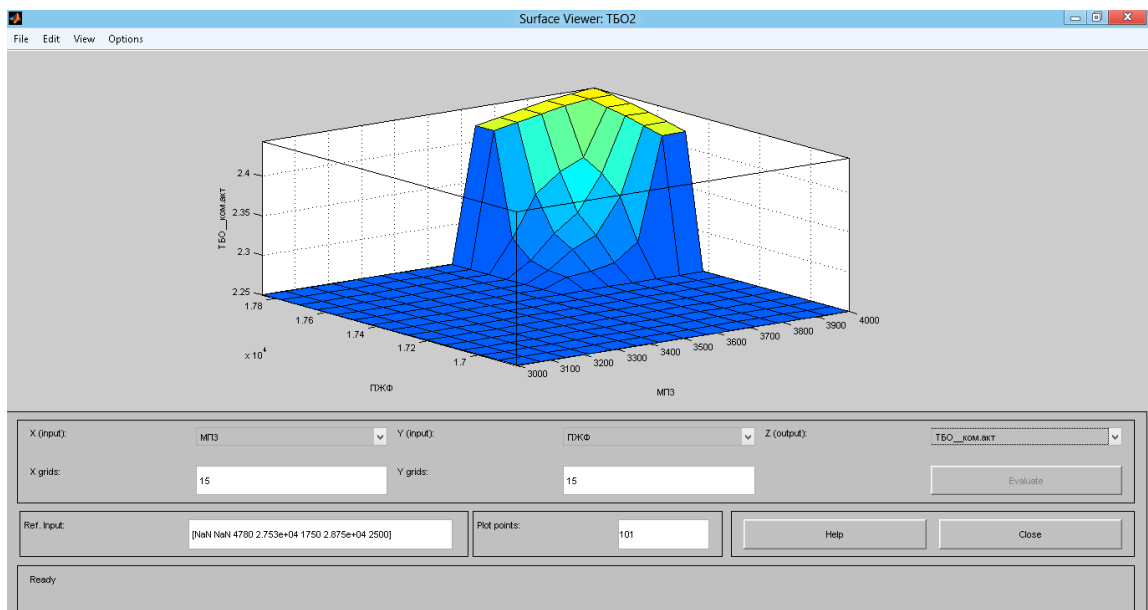 Surface Viewer: ТБО2
File Edit View Options
2.4
2.35
2.3
2.25
ТБО__ком.акт
1.78
1.76
1.74
1.72
1.7
x 10^4
ПЖФ
3000 3100 3200 3300 3400 3500 3600 3700 3800 3900 4000
МПЗ
X (input): МПЗ Y (input): ПЖФ Z (output): ТБО__ком.акт
X grids: 15 Y grids: 15 Evaluate
Ref. Input: [NaN NaN 4780 2.753e+04 1750 2.875e+04 2500] Plot points: 101 Help Close
Ready